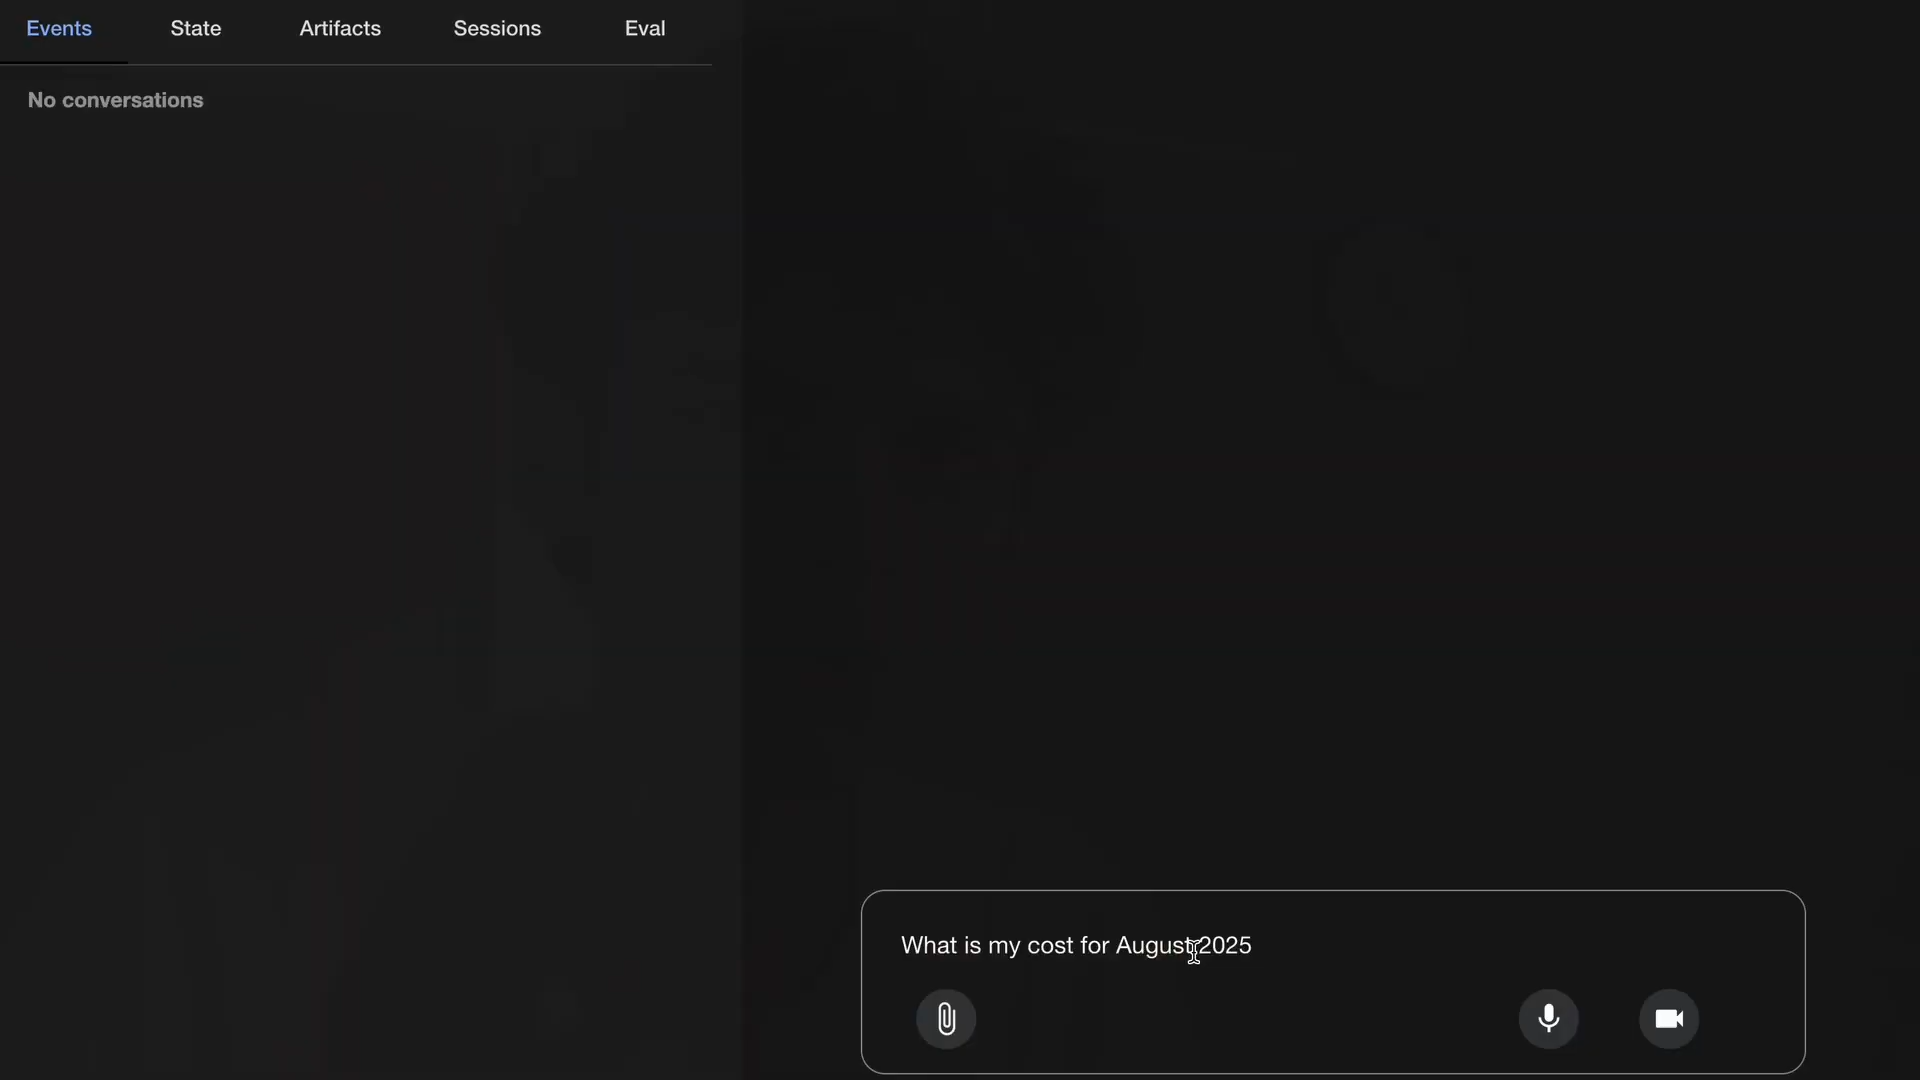 Events State Artifacts Sessions Eval
No conversations
What is my cost for August 2025